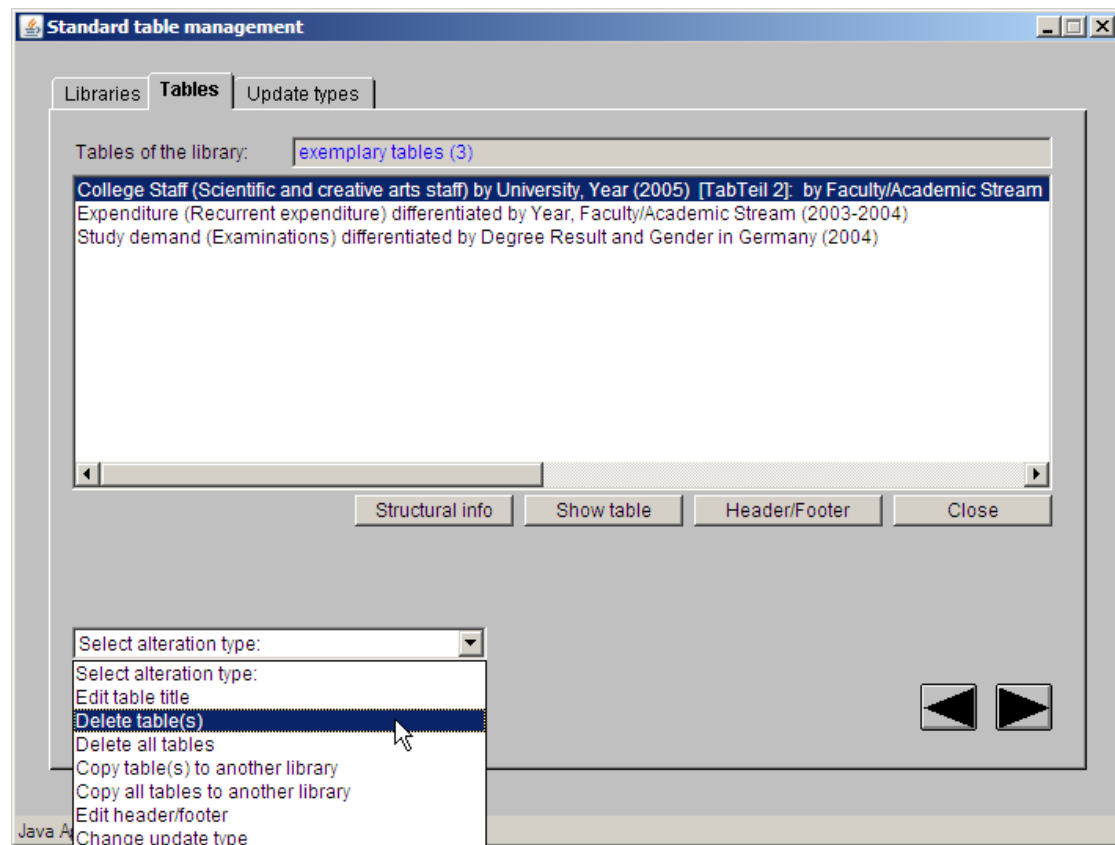 Standard table management
Libraries Tables Update types
Tables of the library: exemplary tables (3)
College Staff (Scientific and creative arts staff) by University, Year (2005) [TabTeil 2]: by Faculty/Academic Stream
Expenditure (Recurrent expenditure) differentiated by Year, Faculty/Academic Stream (2003-2004)
Study demand (Examinations) differentiated by Degree Result and Gender in Germany (2004)
Structural info Show table Header/Footer Close
Select alteration type:
Select alteration type:
Edit table title
Delete table(s)
Delete all tables
Copy table(s) to another library
Copy all tables to another library
Edit header/footer
Java
Change update type